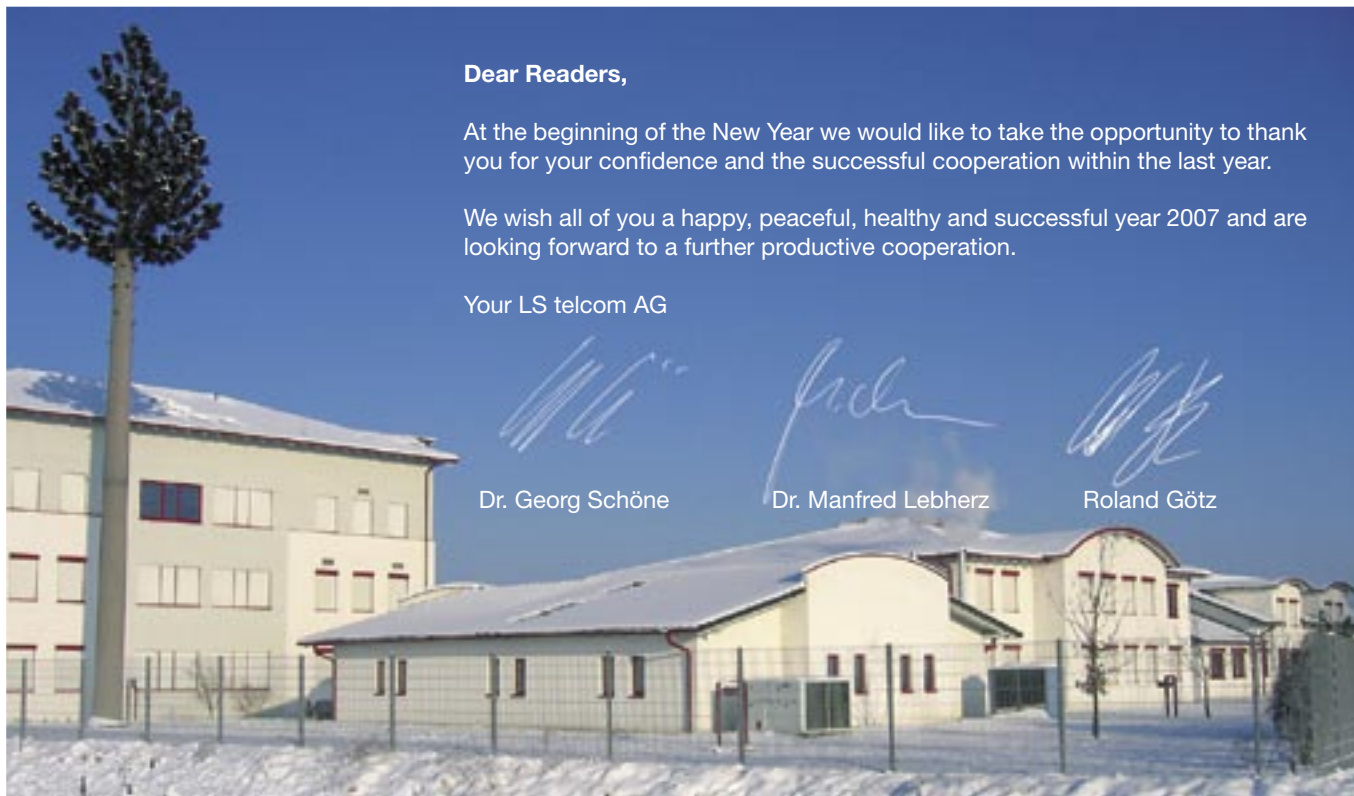 Dear Readers,
At the beginning of the New Year we would like to take the opportunity to thank
you for your confidence and the successful cooperation within the last year.
We wish all of you a happy, peaceful, healthy and successful year 2007 and are
looking forward to a further productive cooperation.
Your LS telcom AG
Dr. Georg Schöne Dr. Manfred Lebherz Roland Götz